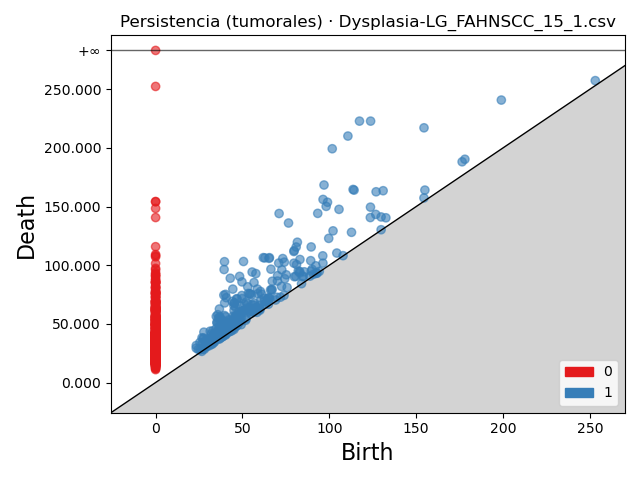 Persistencia (tumorales) · Dysplasia-LG_FAHNSCC_15_1.csv
+∞
250.000
200.000
150.000
100.000
50.000
0.000
Death
0
1
0 50 100 150 200 250
Birth